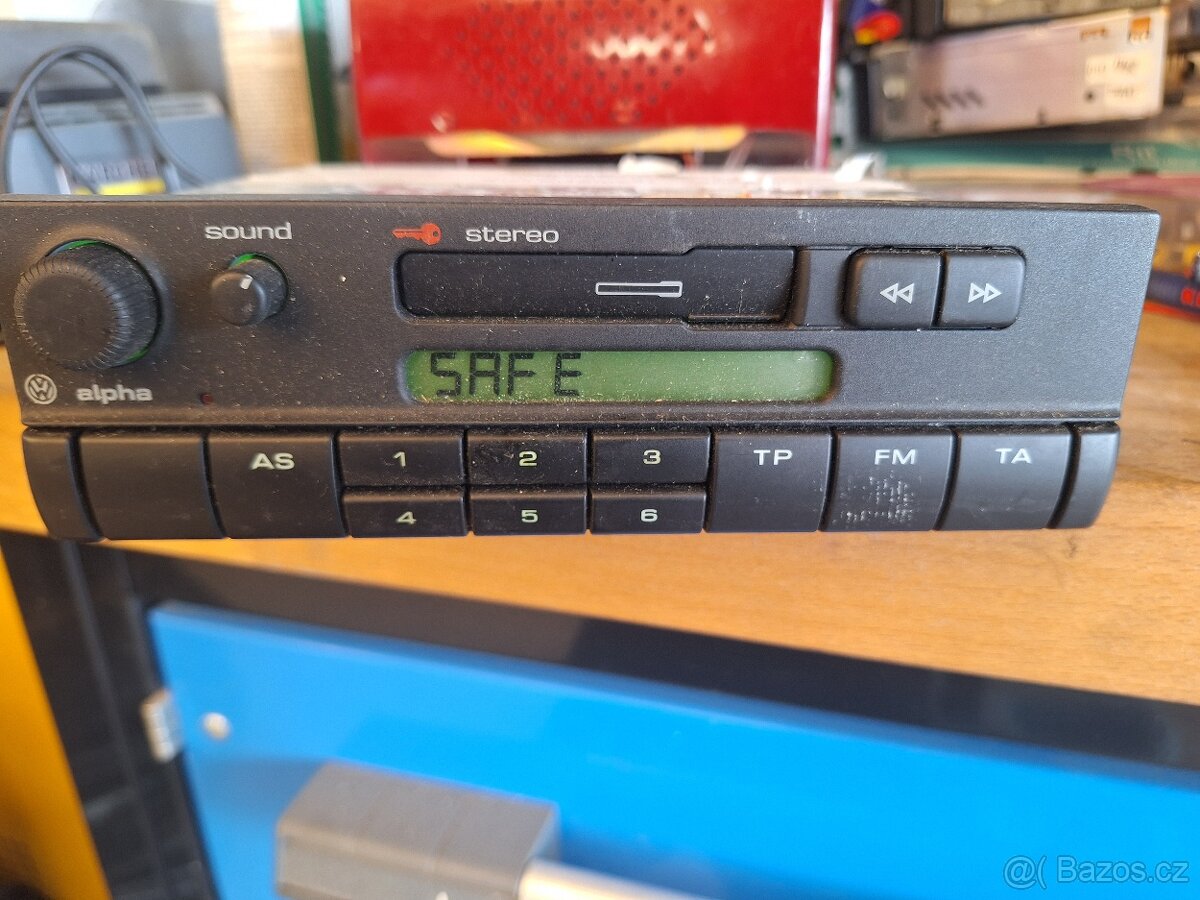 sound
stereo
SAFE
alpha
AS 1 2 3 TP FM TA
4 5 6
@( Bazos.cz